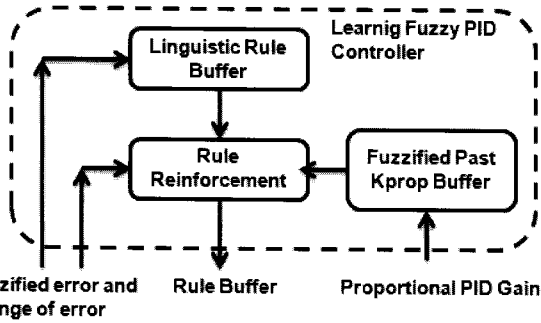 Learnig Fuzzy PID
Controller
Linguistic Rule
Buffer
Rule
Reinforcement
Fuzzified Past
Kprop Buffer
zified error and
nge of error
Rule Buffer
Proportional PID Gain